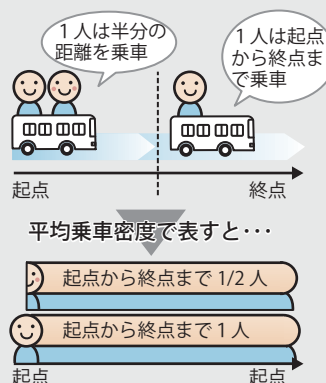 １人は半分の
距離を乗車
１人は起点
から終点ま
で乗車
起点
終点
平均乗車密度で表すと･･･
起点から終点まで 1/2 人
起点から終点まで 1 人
起点
起点